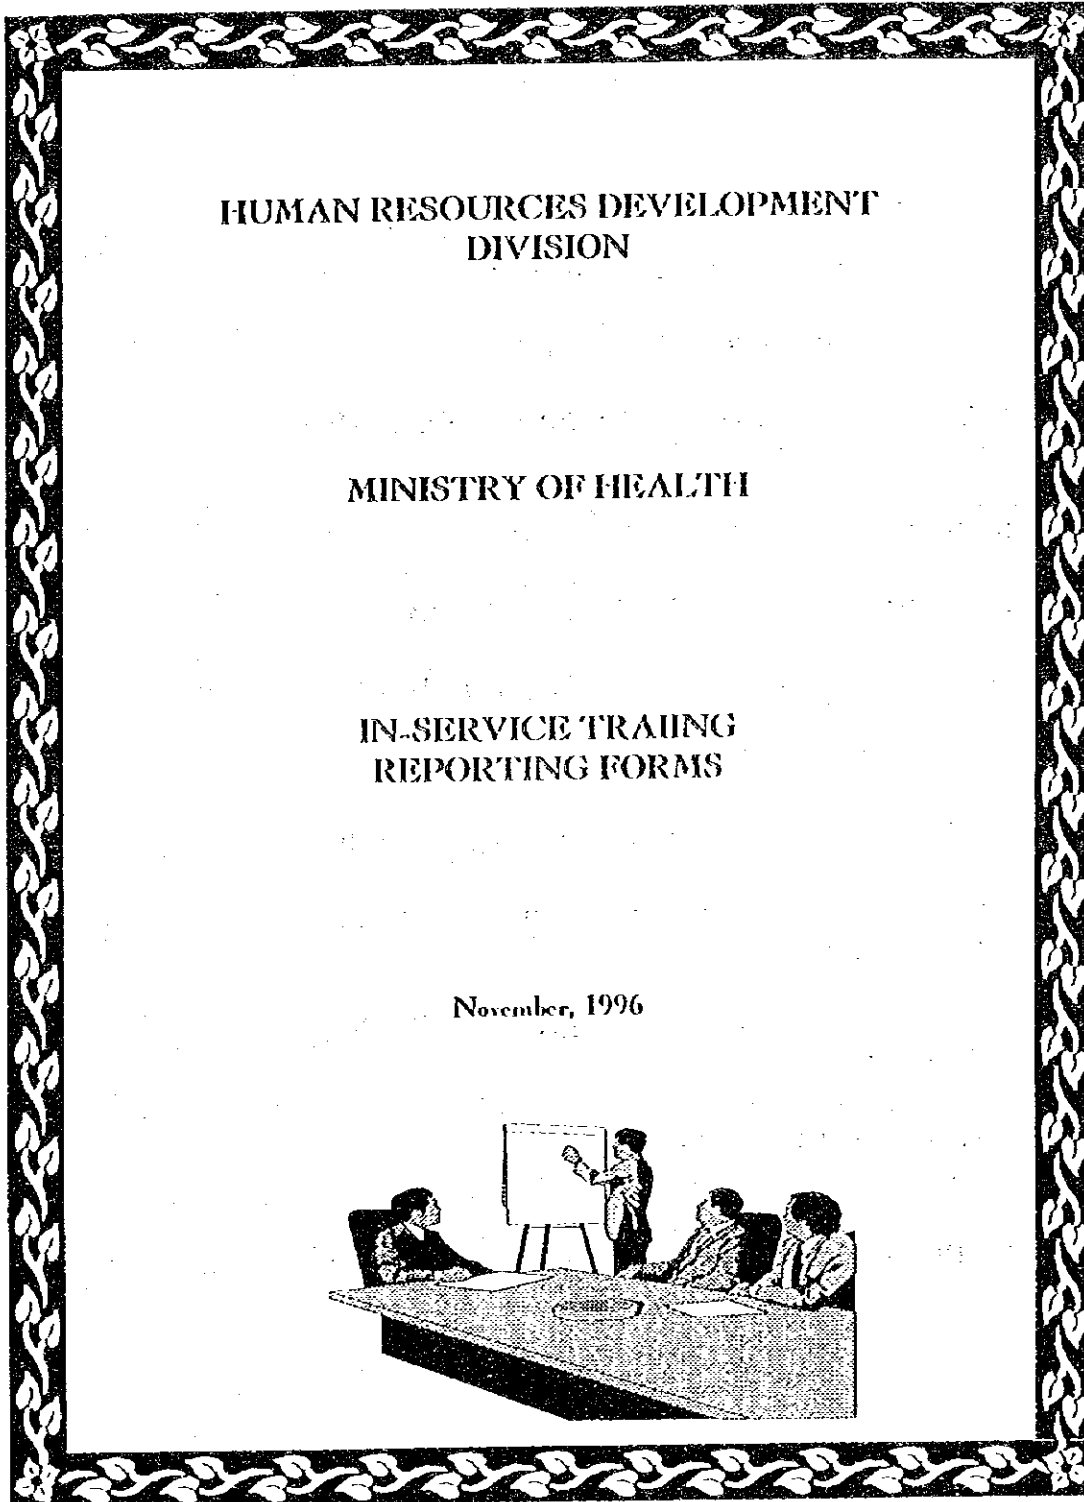 HUMAN RESOURCES DEVELOPMENT
DIVISION
MINISTRY OF HEALTH
IN-SERVICE TRAIING
REPORTING FORMS
November, 1996